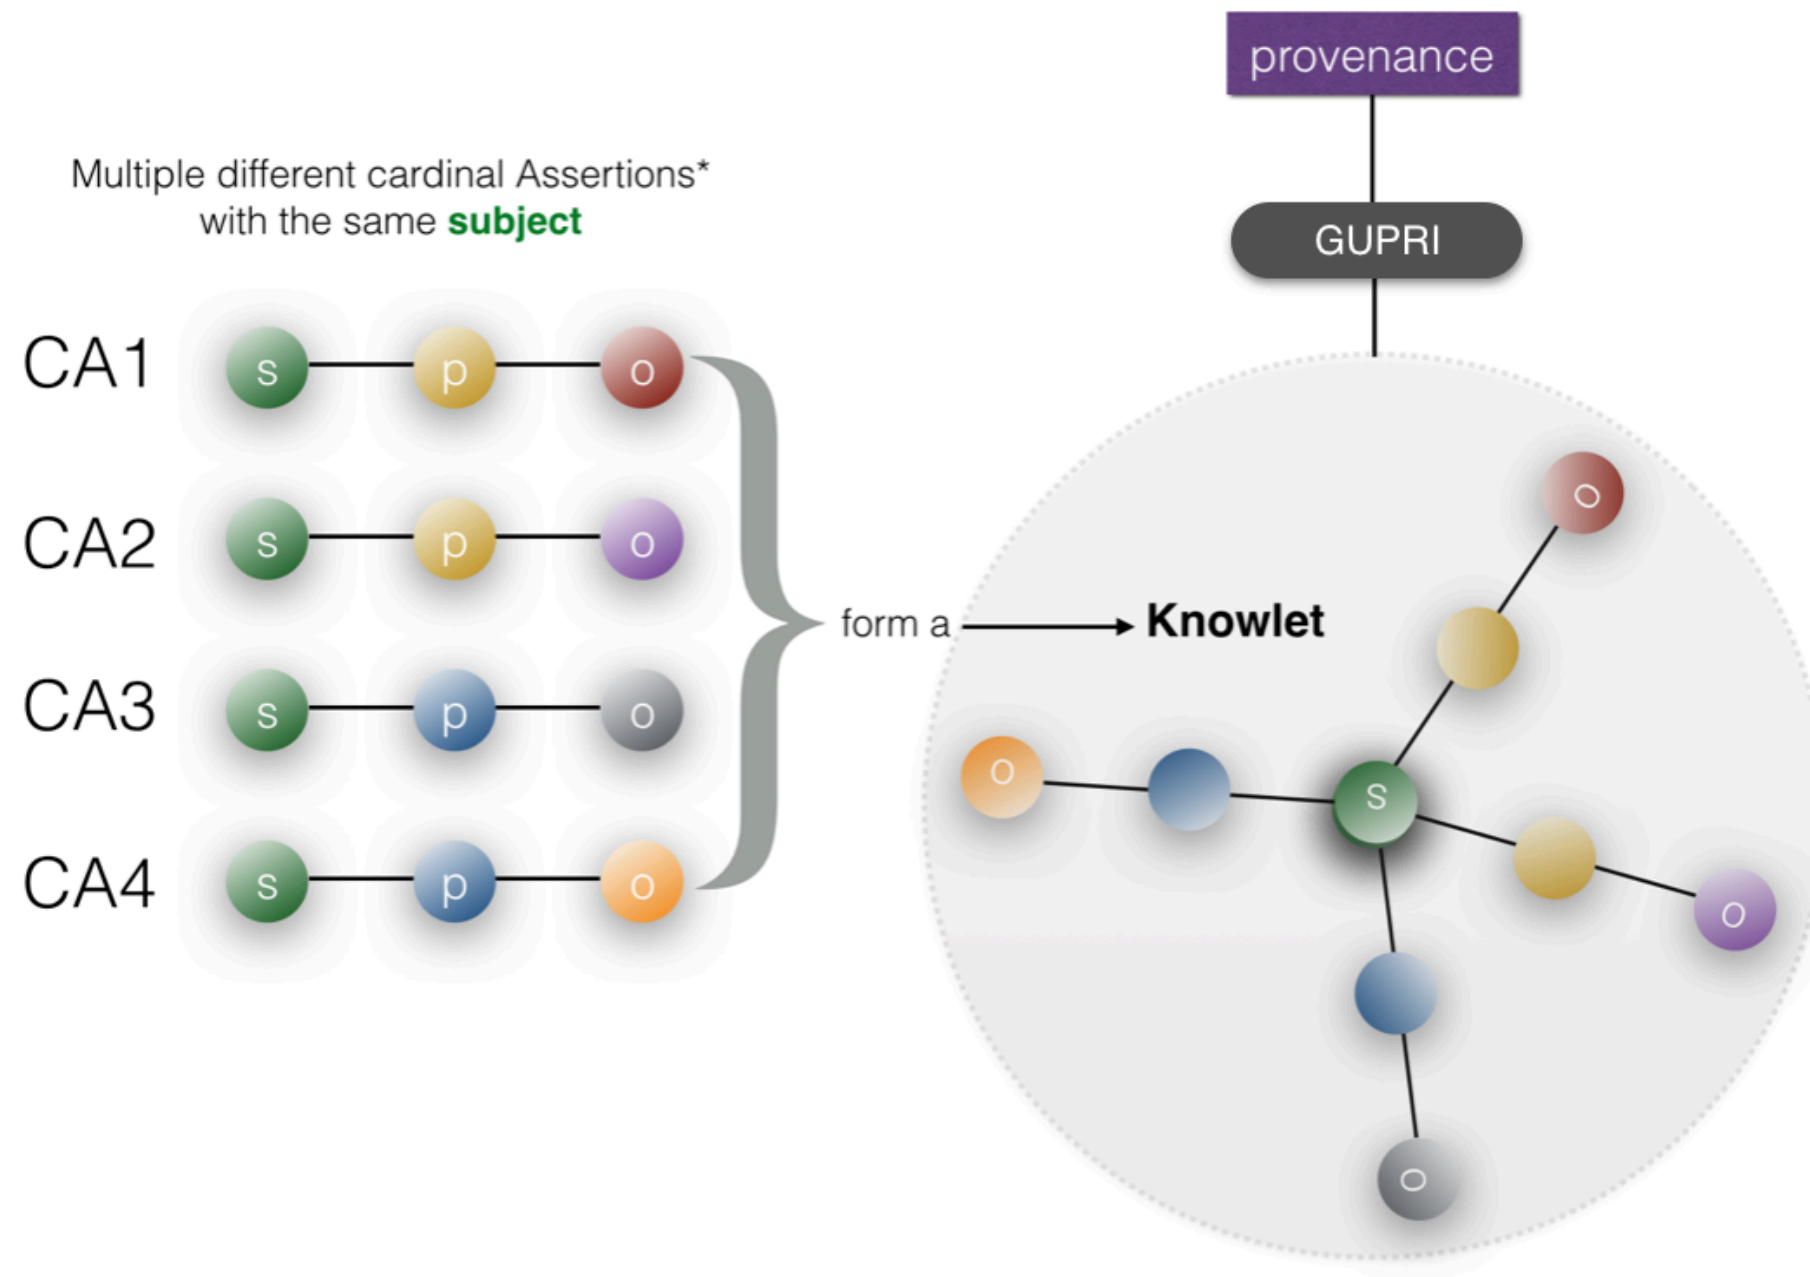 provenance
GUPRI
Multiple different cardinal Assertions*
with the same subject
CA1 s p o
CA2 s p o
CA3 s p o
CA4 s p o
form a Knowlet
o
o s
o
o